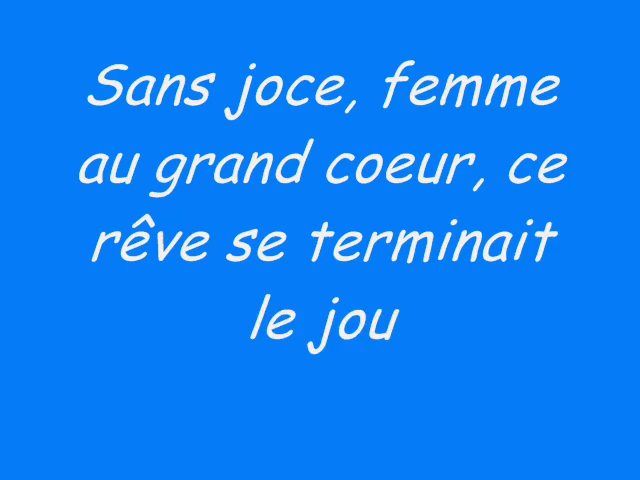 Sans joce, femme
au grand coeur, ce
rêve se terminait
le jou